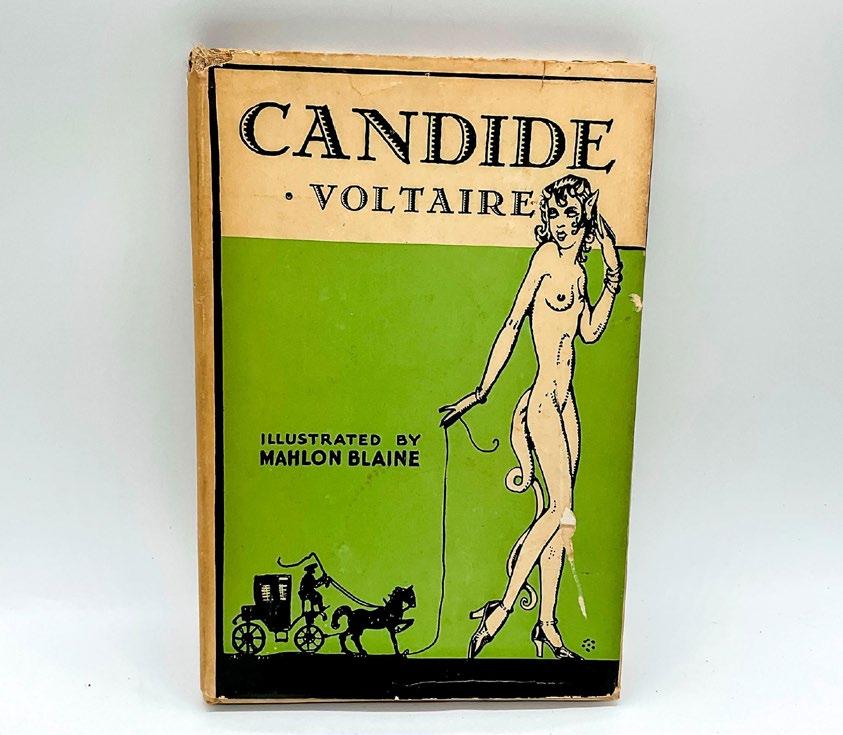 CANDIDE
• VOLTAIRE
ILLUSTRATED BY
MAHLON BLAINE